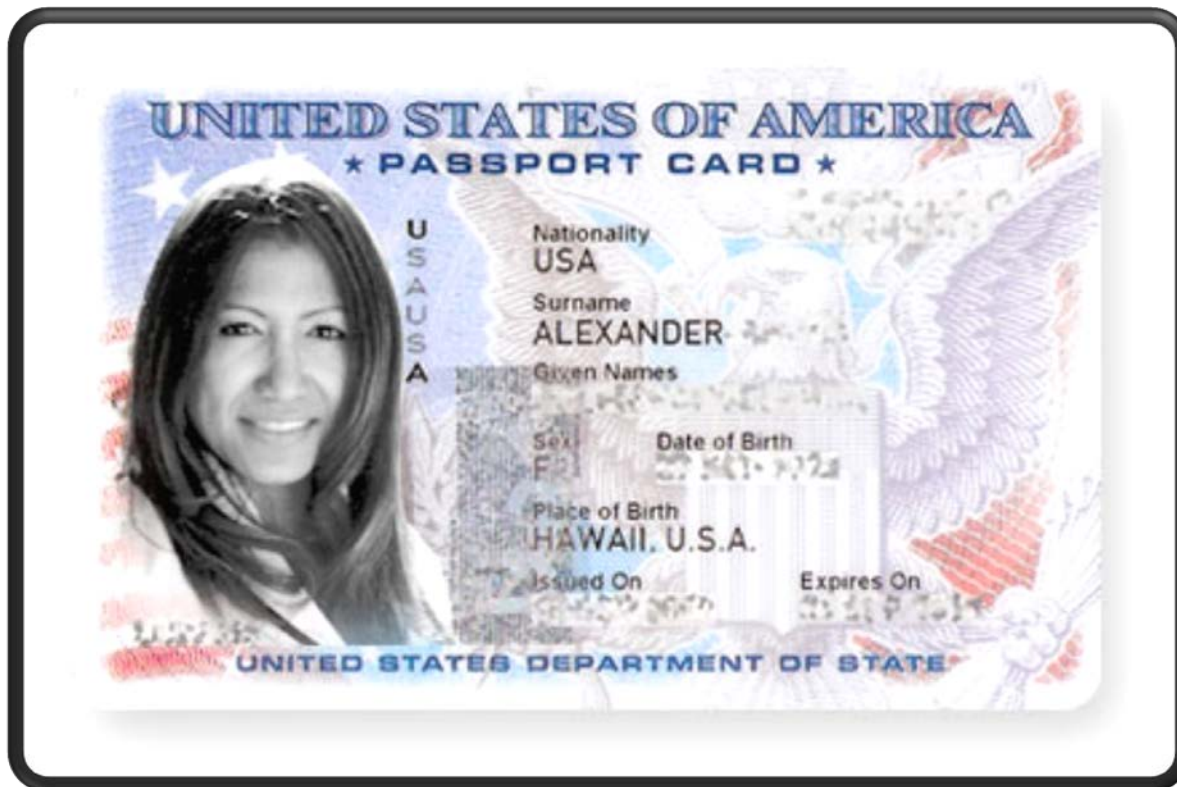 UNITED STATES OF AMERICA
★ PASSPORT CARD ★
USAUSA
Nationality
USA
Surname
ALEXANDER
Given Names
Sex Date of Birth
F
Place of Birth
HAWAII, U.S.A.
Issued On Expires On
UNITED STATES DEPARTMENT OF STATE